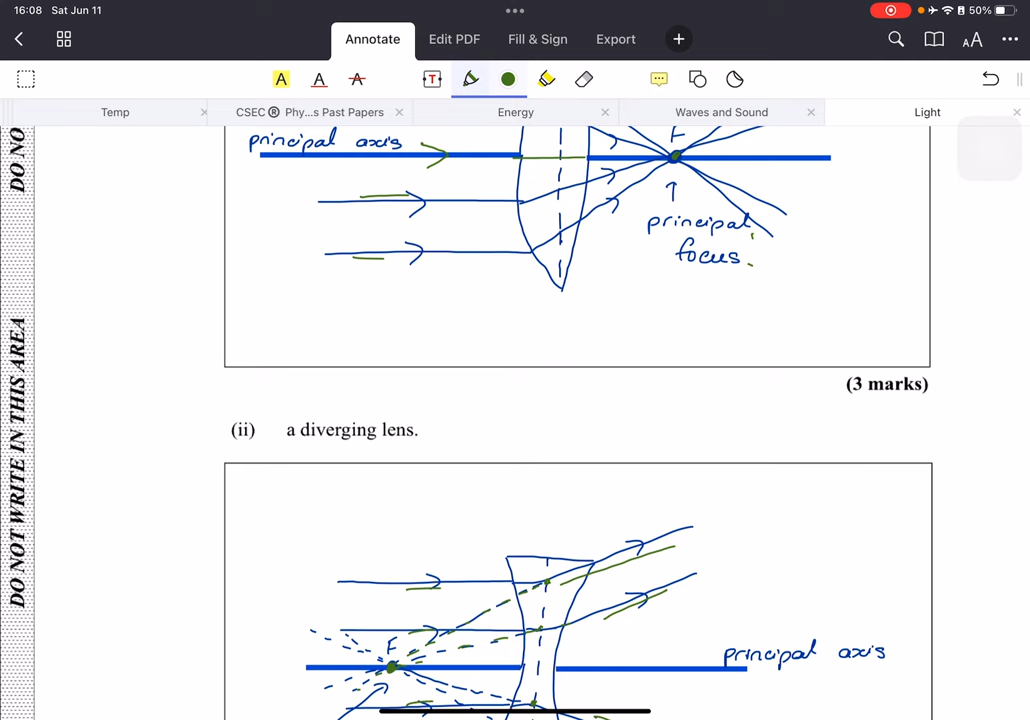 16:08 Sat Jun 11
50%
Annotate
Edit PDF
Fill & Sign
Export
A
A
A
T
AA
Temp
CSEC ® Phy...s Past Papers
Energy
Waves and Sound
Light
DO NO
principal axis
F
principal
focus.
(3 marks)
(ii) a diverging lens.
DO NOT WRITE IN THIS AREA
F
principal axis